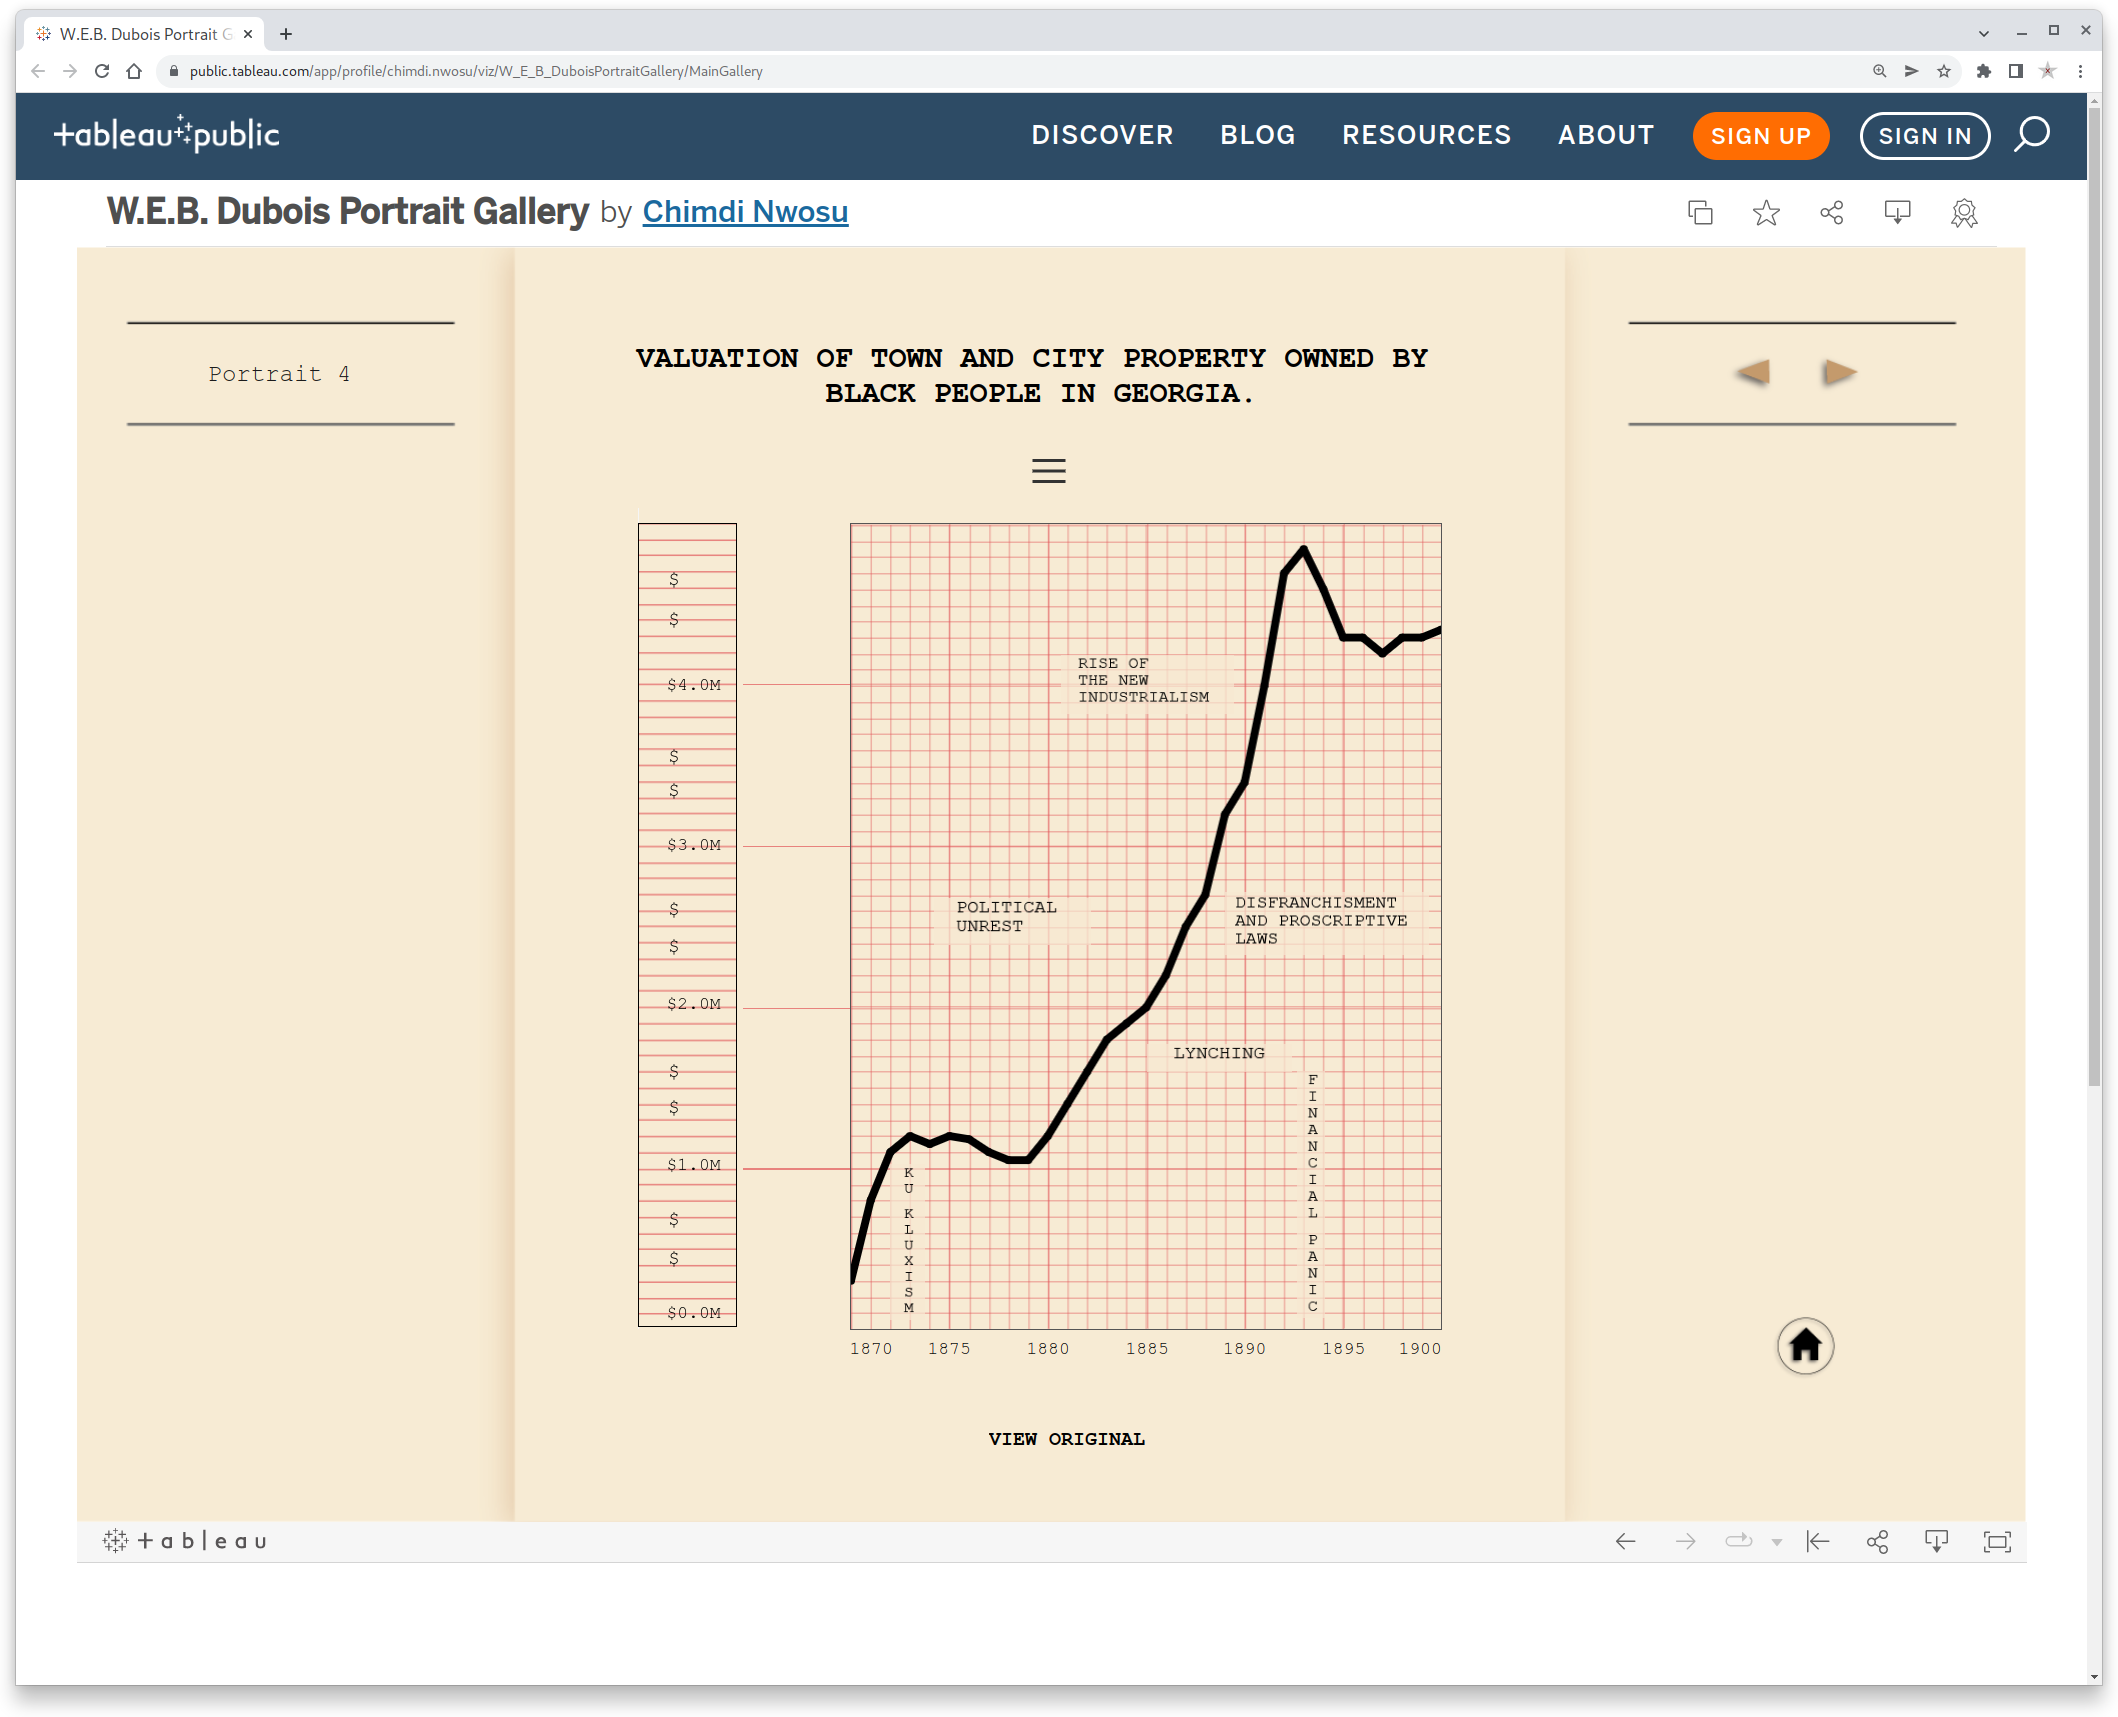 W.E.B. Dubois Portrait G
public.tableau.com/app/profile/chimdi.nwosu/viz/W_E_B_DuboisPortraitGallery/MainGallery
tableau public
DISCOVER BLOG RESOURCES ABOUT SIGN UP SIGN IN
W.E.B. Dubois Portrait Gallery by Chimdi Nwosu
Portrait 4
VALUATION OF TOWN AND CITY PROPERTY OWNED BY
BLACK PEOPLE IN GEORGIA.
$
$
$4.0M
$
$
$3.0M
$
$
$2.0M
$
$
$1.0M
$
$
$0.0M
RISE OF
THE NEW
INDUSTRIALISM
POLITICAL
UNREST
DISFRANCHISMENT
AND PROSCRIPTIVE
LAWS
LYNCHING
KU KLUXISM
FINANCIAL PANIC
1870 1875 1880 1885 1890 1895 1900
VIEW ORIGINAL
tableau